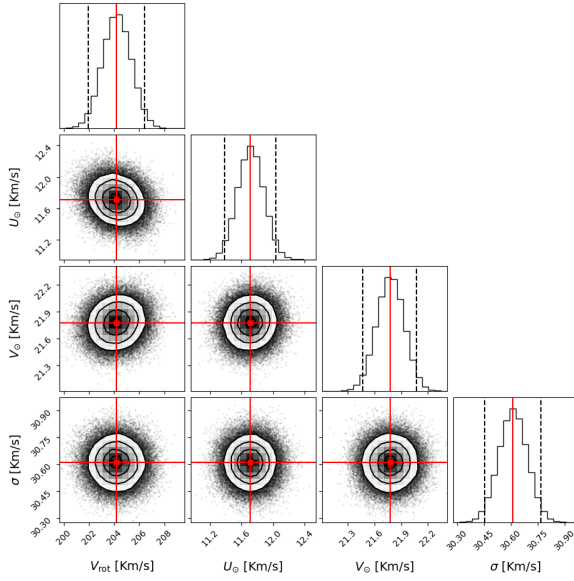 12.4
12.0
11.6
11.2
U⊙ [Km/s]
22.2
21.9
21.6
21.3
V⊙ [Km/s]
30.90
30.75
30.60
30.45
30.30
σ [Km/s]
200 202 204 206 208
11.2 11.6 12.0 12.4
21.3 21.6 21.9 22.2
30.30 30.45 30.60 30.75 30.90
Vrot [Km/s] U⊙ [Km/s] V⊙ [Km/s] σ [Km/s]